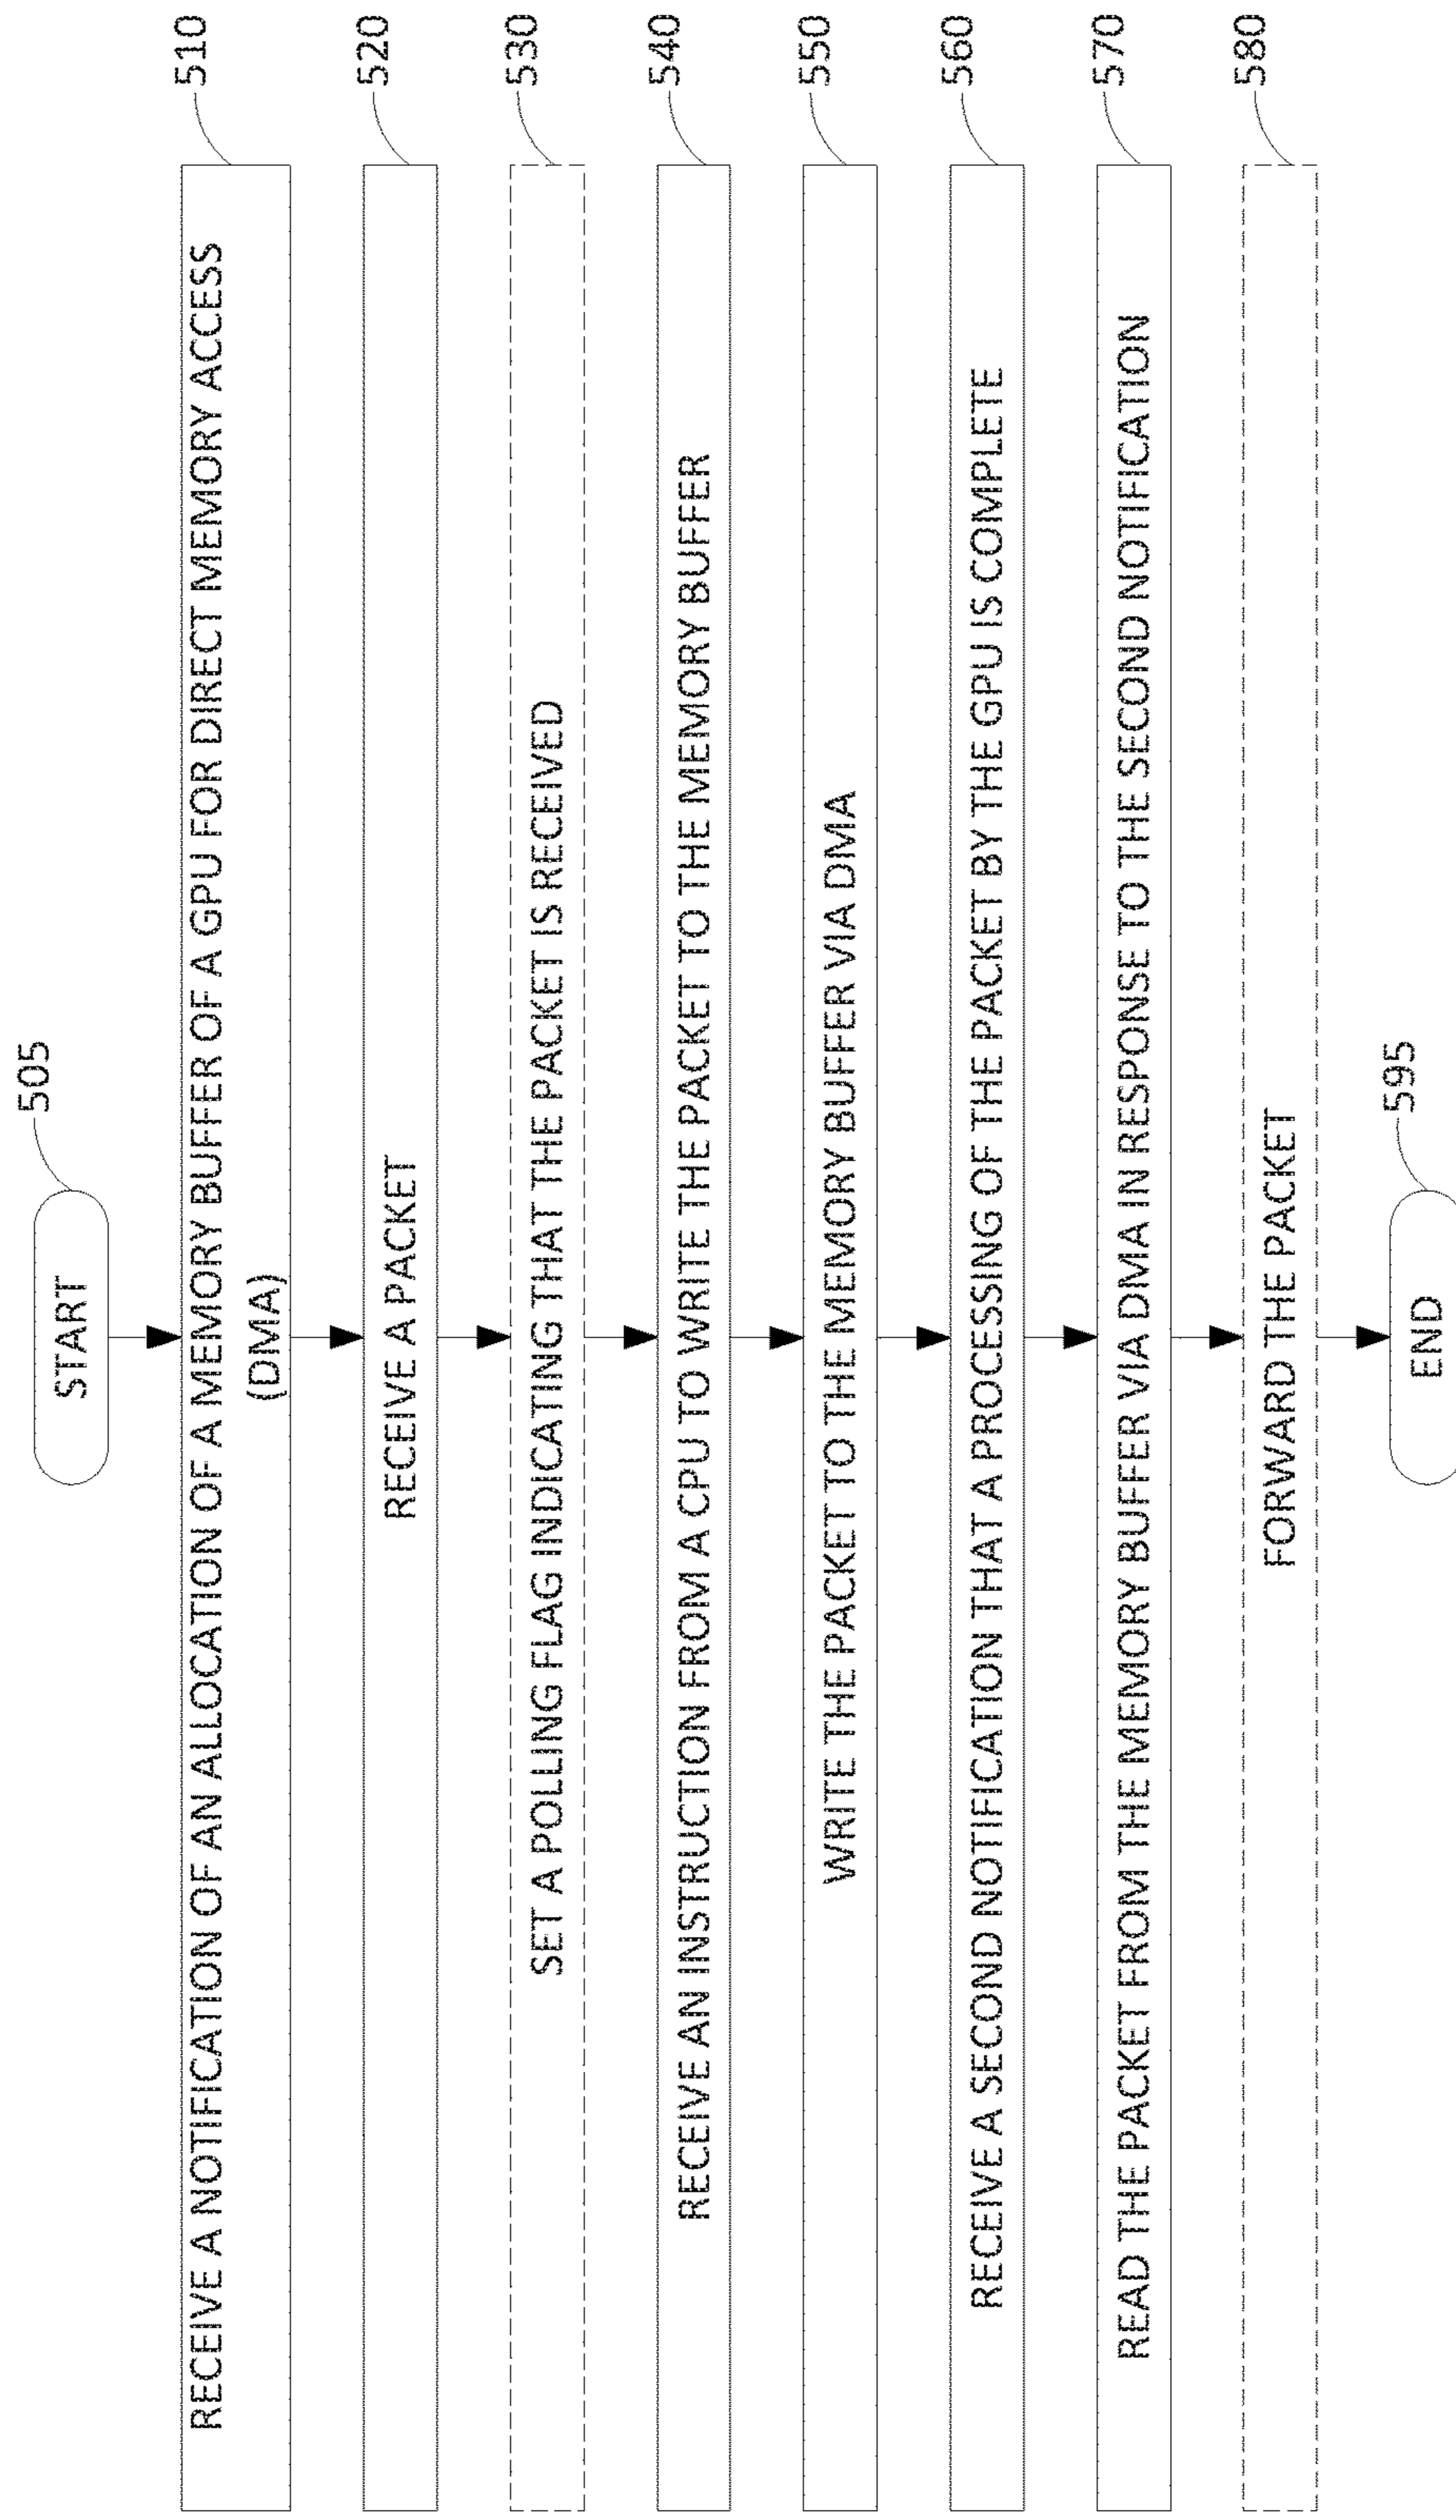 START
505
RECEIVE A NOTIFICATION OF AN ALLOCATION OF A MEMORY BUFFER OF A GPU FOR DIRECT MEMORY ACCESS
(DMA)
510
RECEIVE A PACKET
520
SET A POLLING FLAG INDICATING THAT THE PACKET IS RECEIVED
530
RECEIVE AN INSTRUCTION FROM A CPU TO WRITE THE PACKET TO THE MEMORY BUFFER
540
WRITE THE PACKET TO THE MEMORY BUFFER VIA DMA
550
RECEIVE A SECOND NOTIFICATION THAT A PROCESSING OF THE PACKET BY THE GPU IS COMPLETE
560
READ THE PACKET FROM THE MEMORY BUFFER VIA DMA IN RESPONSE TO THE SECOND NOTIFICATION
570
FORWARD THE PACKET
580
END
595